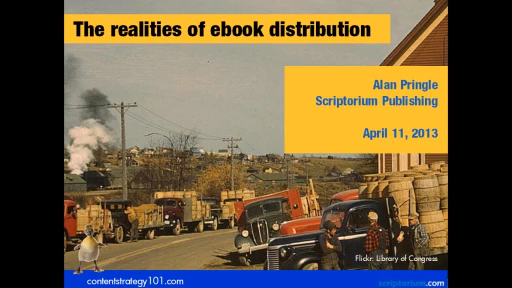 The realities of ebook distribution
Alan Pringle
Scriptorium Publishing
April 11, 2013
Flickr: Library of Congress
contentstrategy101.com
scriptorium.com